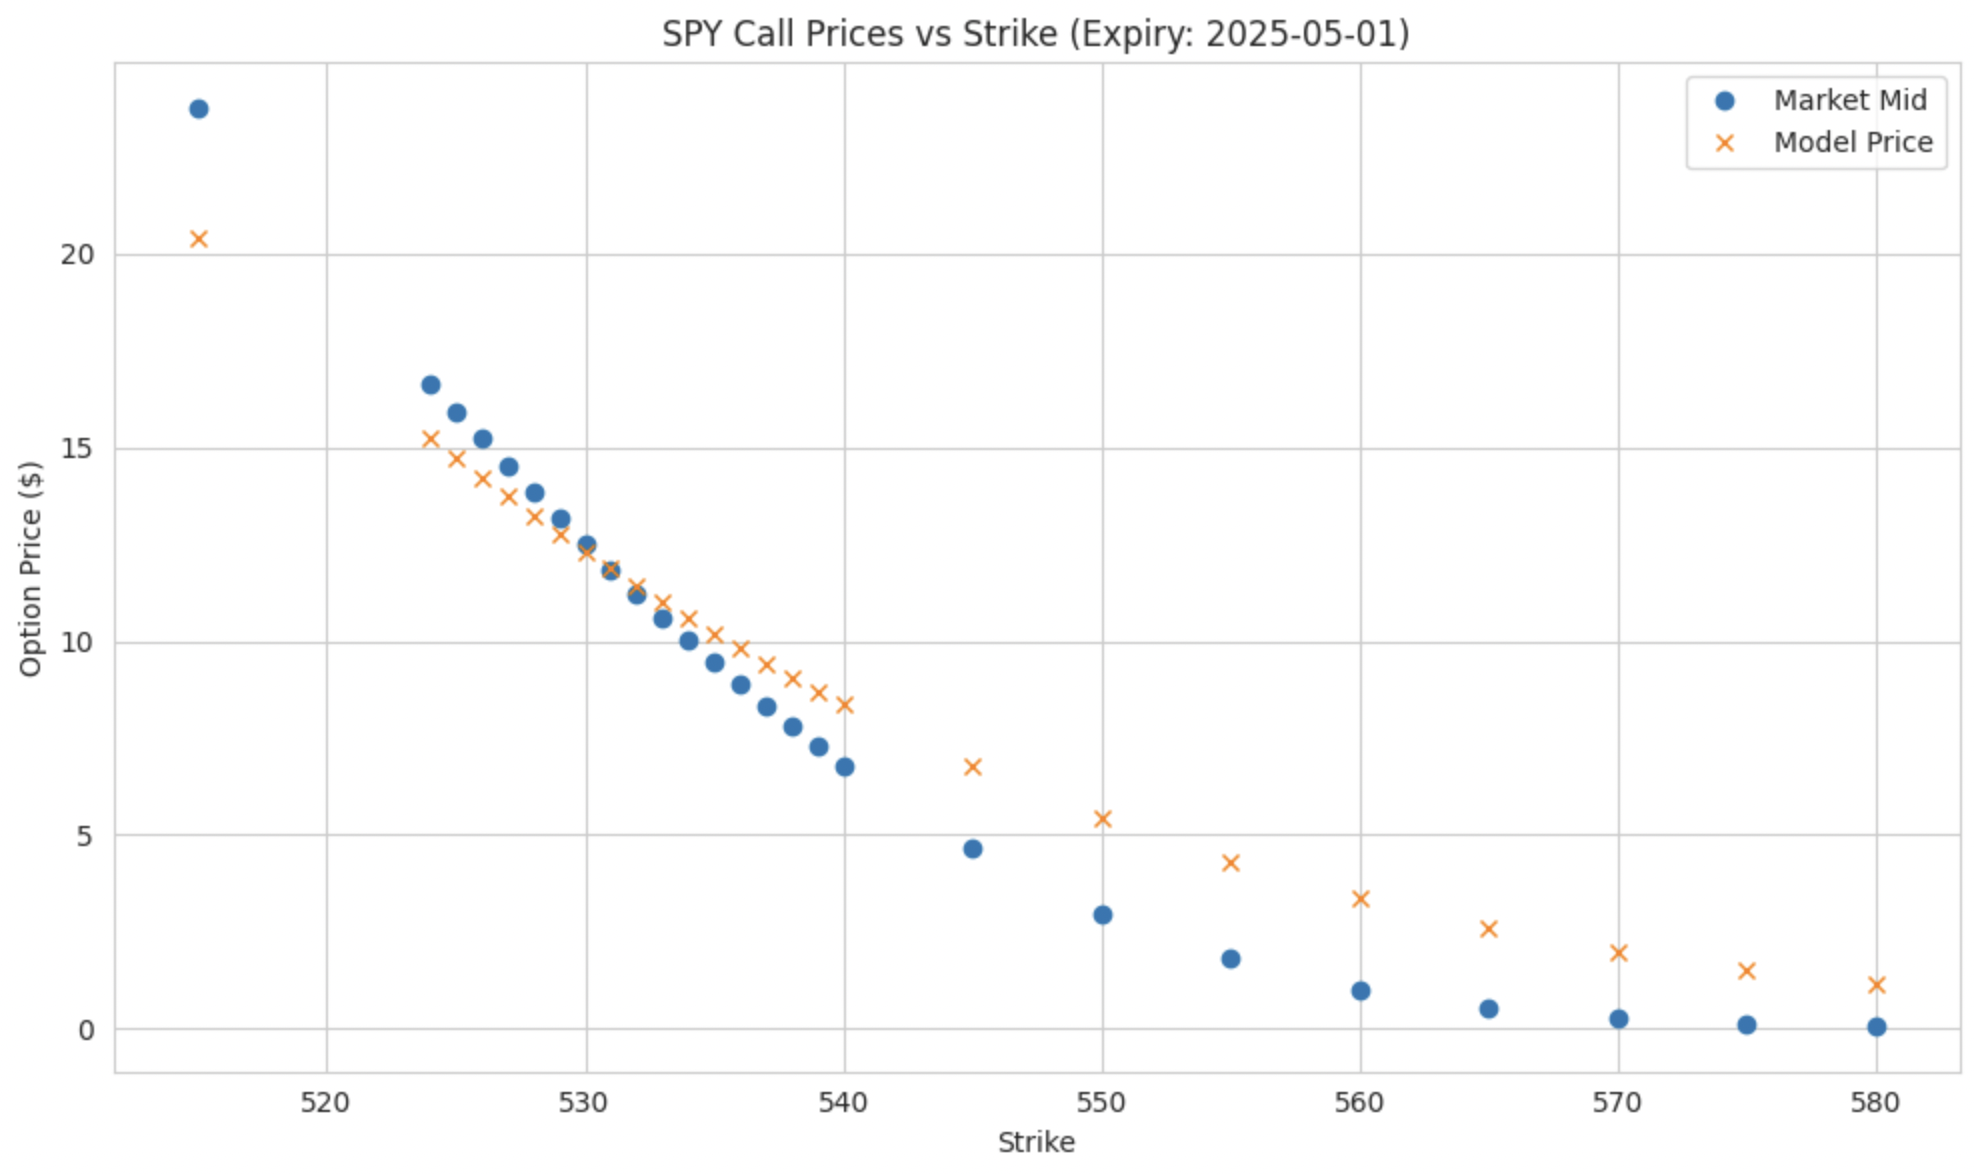 SPY Call Prices vs Strike (Expiry: 2025-05-01)
Market Mid
Model Price
Option Price ($)
20
15
10
5
0
520 530 540 550 560 570 580
Strike